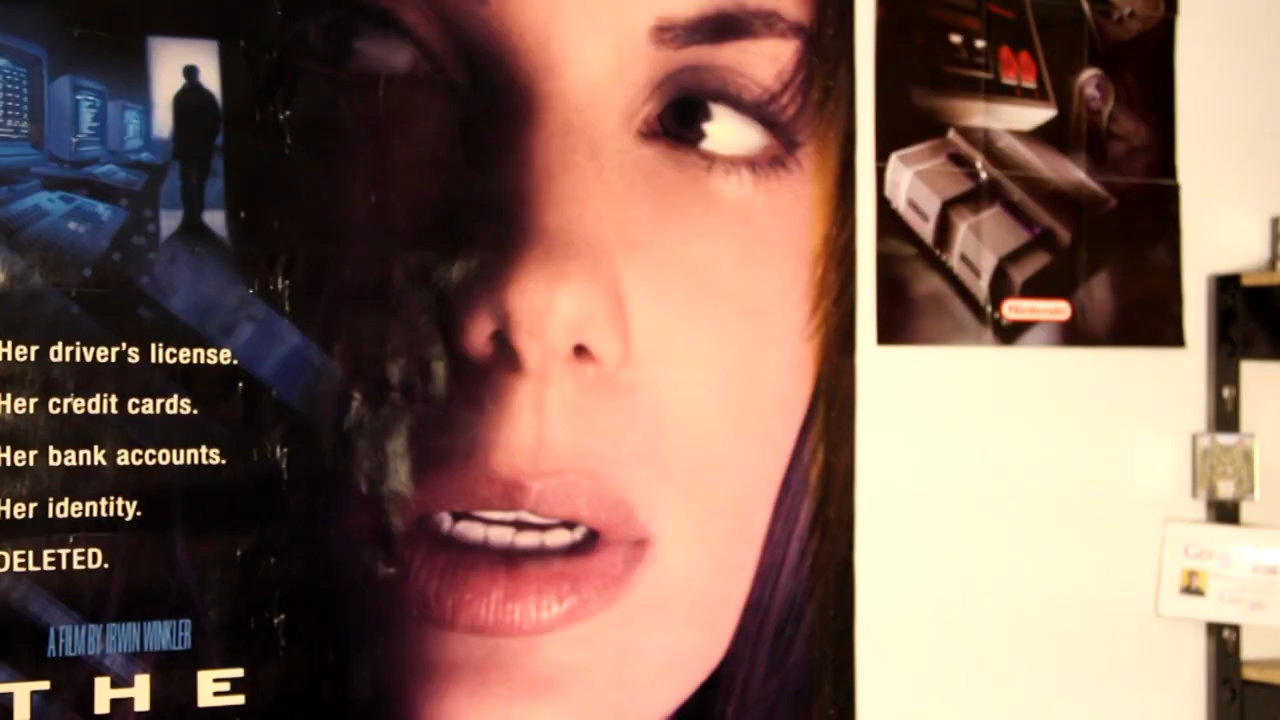 Her driver's license.
Her credit cards.
Her bank accounts.
Her identity.
DELETED.
A FILM BY IRWIN WINKLER
THE
Nintendo